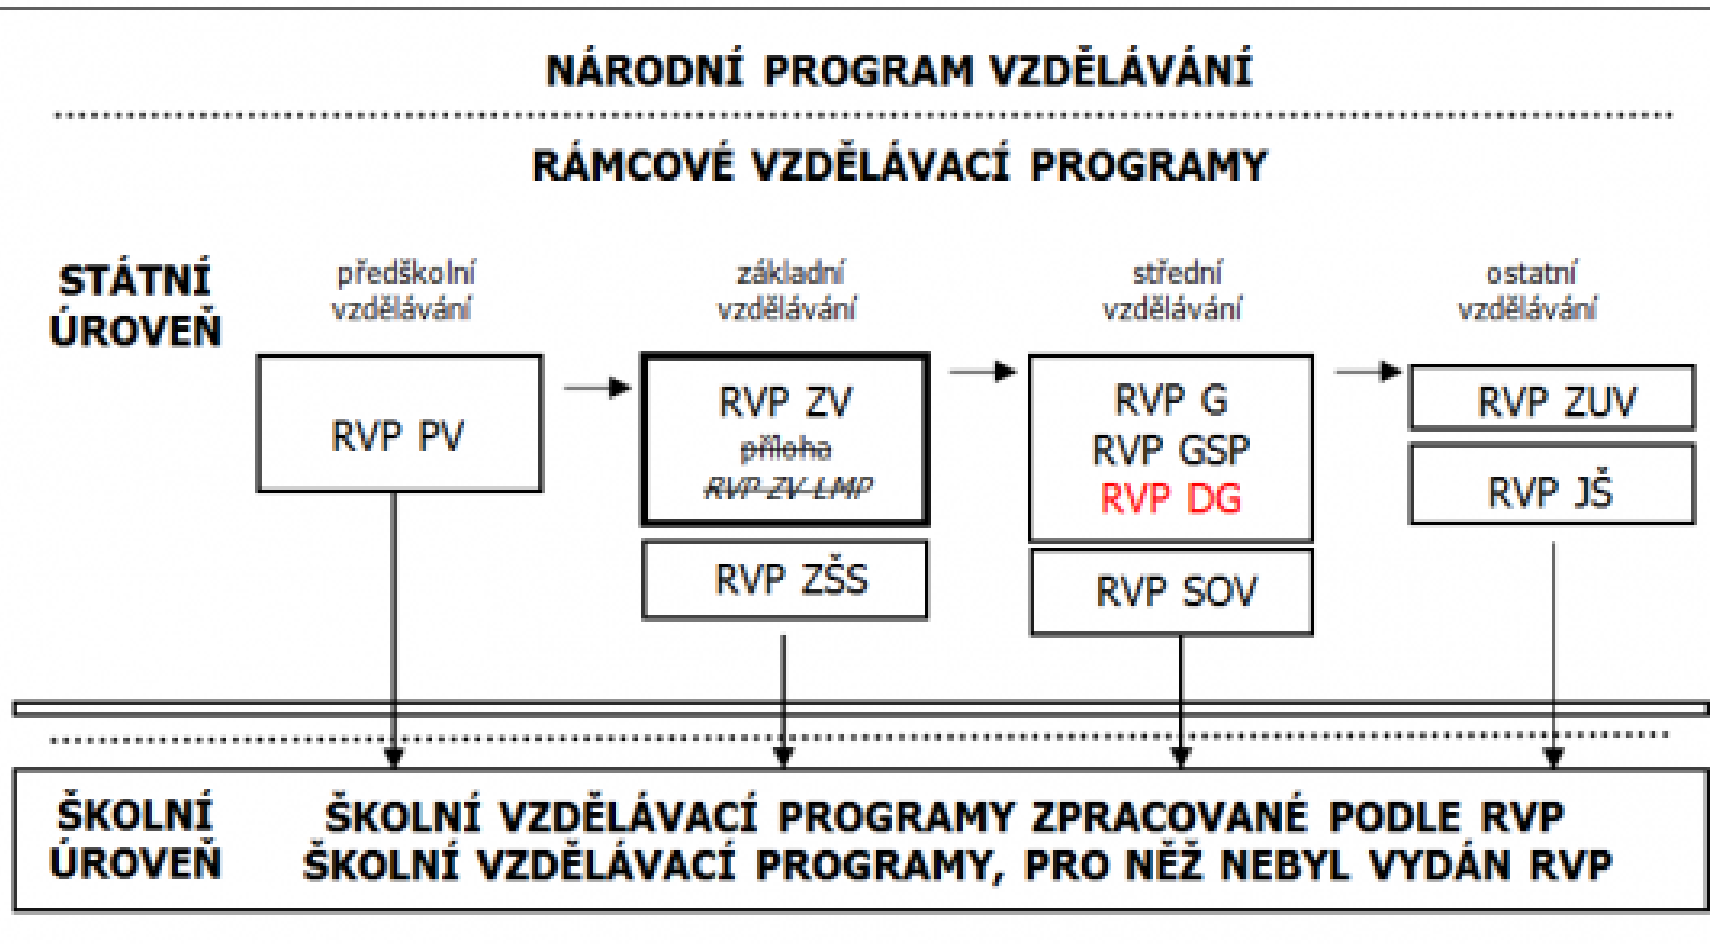 NÁRODNÍ PROGRAM VZDĚLÁVÁNÍ
RÁMCOVÉ VZDĚLÁVACÍ PROGRAMY
STÁTNÍ
ÚROVEŇ
předškolní
vzdělávání
základní
vzdělávání
střední
vzdělávání
ostatní
vzdělávání
RVP PV
RVP ZV
příloha
RVP ZV LMP
RVP ZŠS
RVP G
RVP GSP
RVP DG
RVP SOV
RVP ZUV
RVP JŠ
ŠKOLNÍ
ÚROVEŇ
ŠKOLNÍ VZDĚLÁVACÍ PROGRAMY ZPRACOVANÉ PODLE RVP
ŠKOLNÍ VZDĚLÁVACÍ PROGRAMY, PRO NĚŽ NEBYL VYDÁN RVP